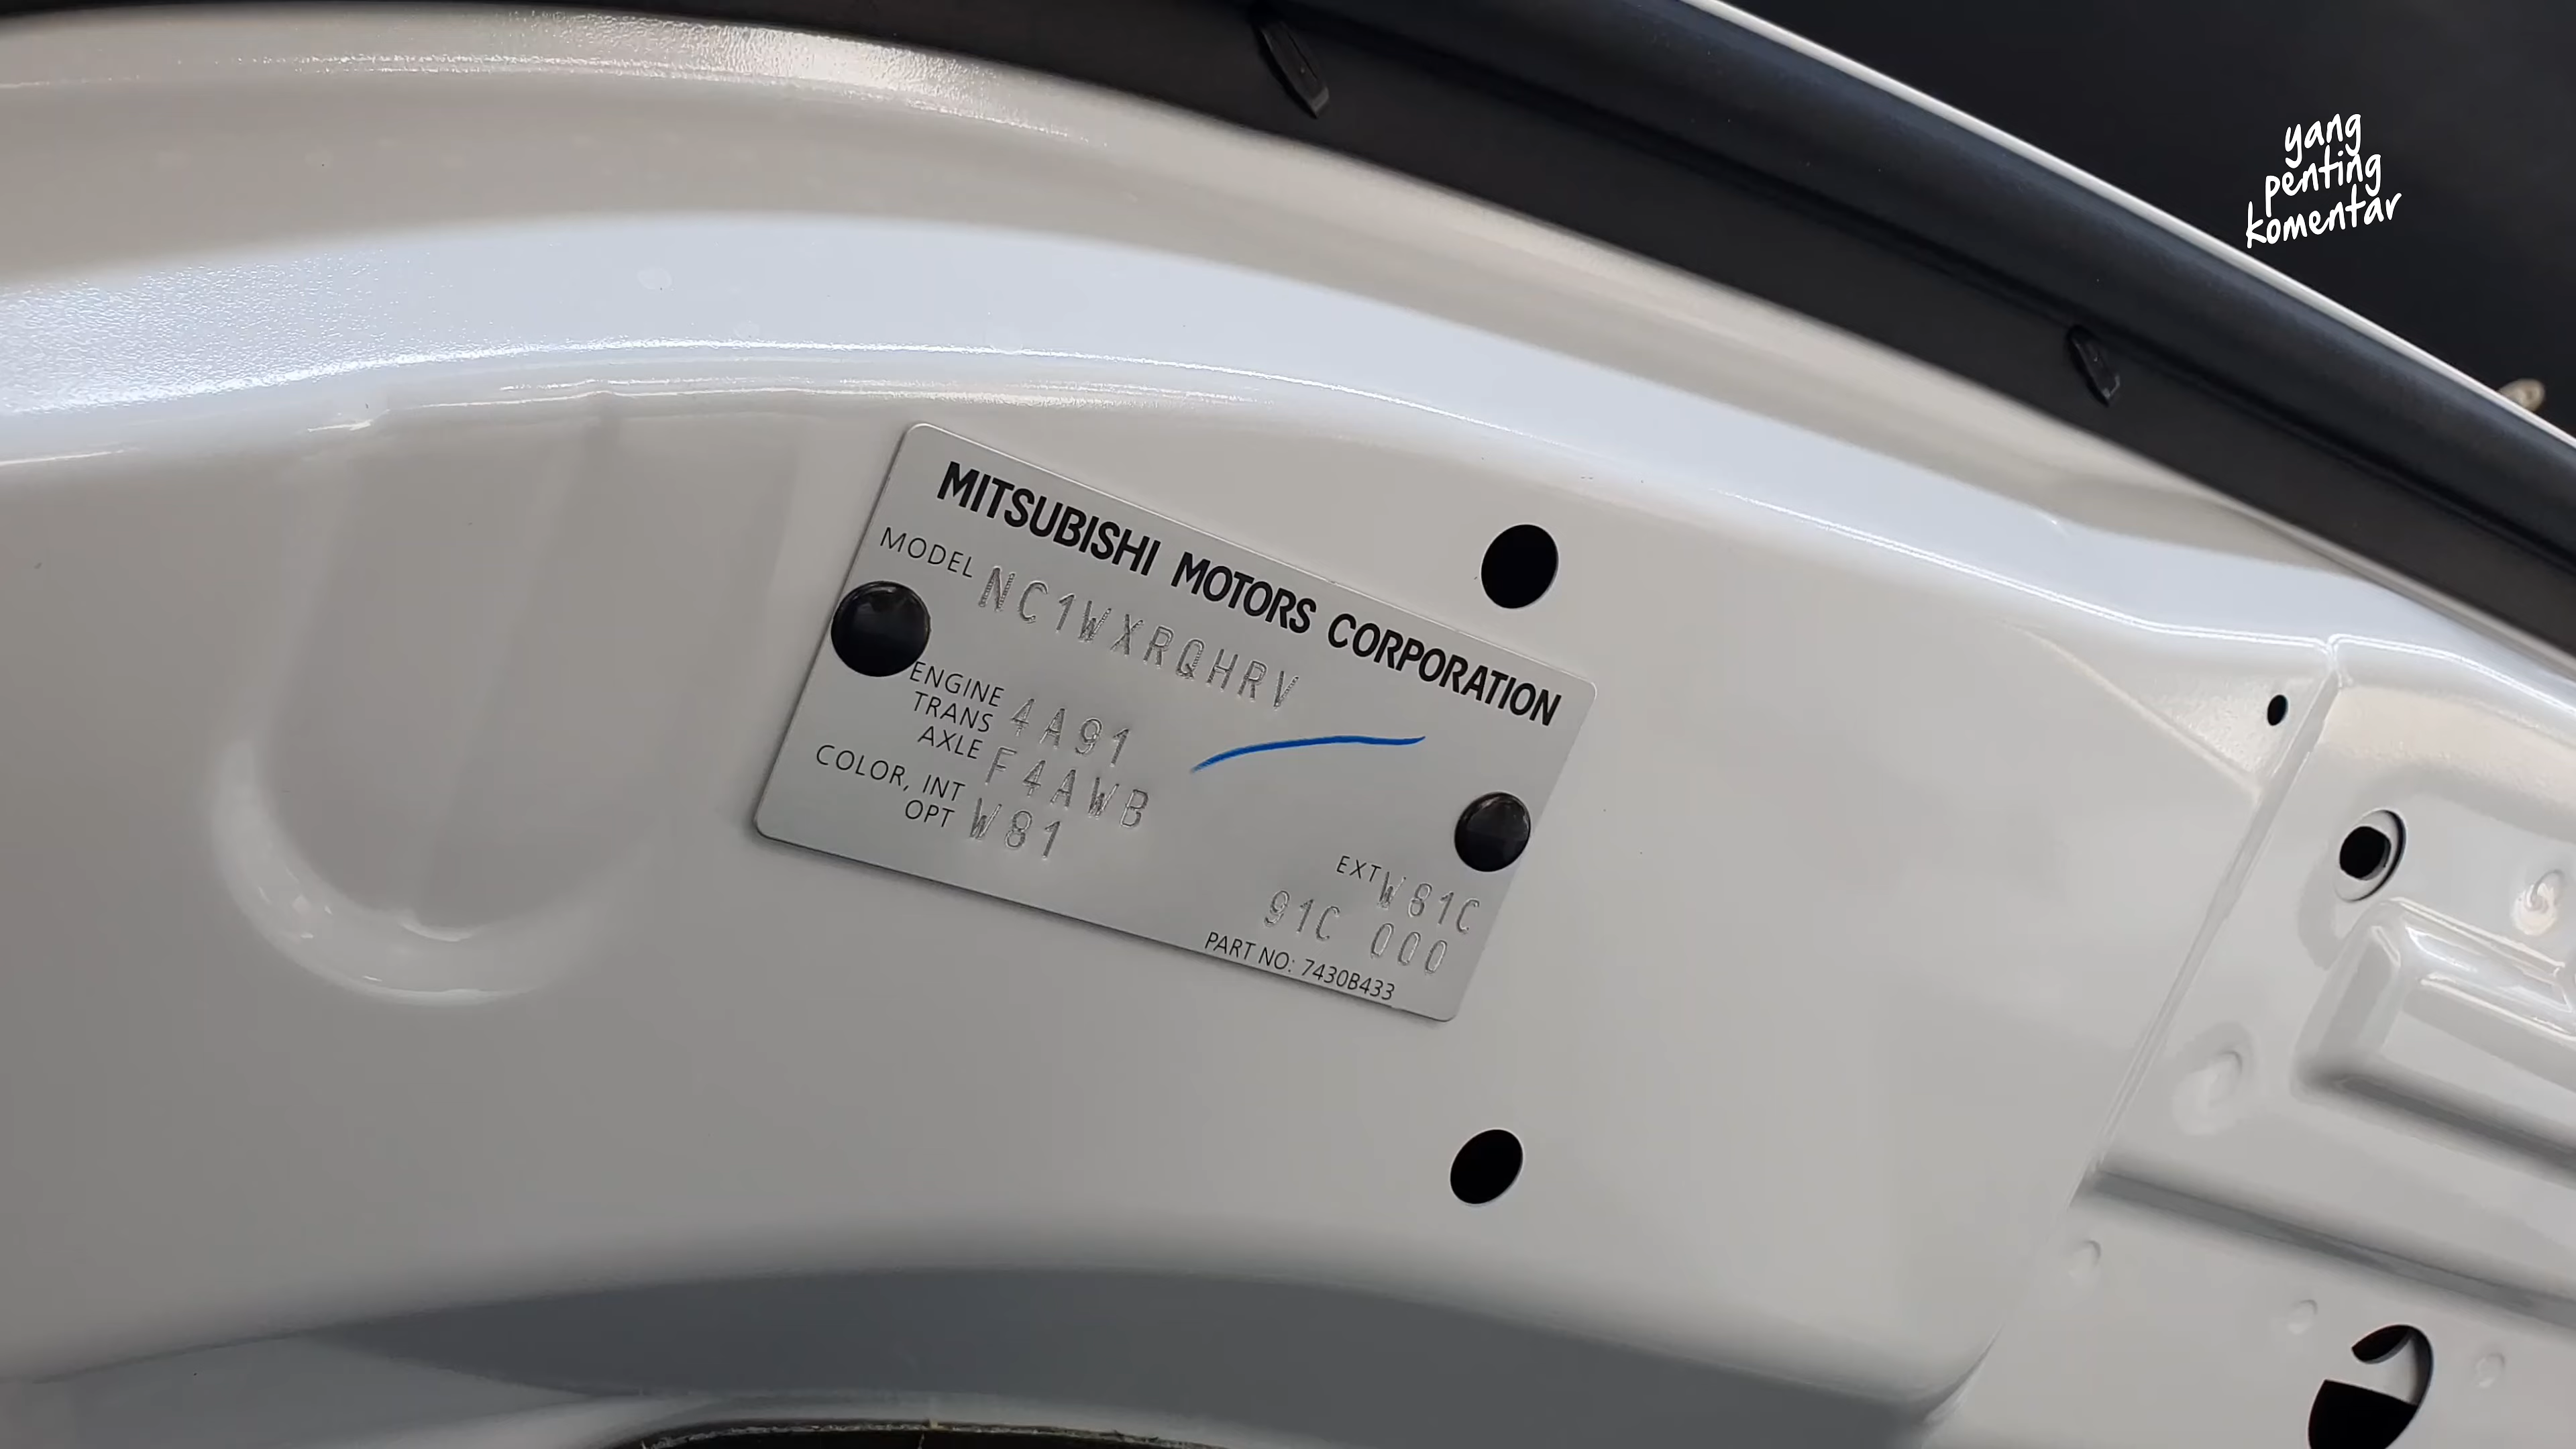 yang
penting
komentar
MITSUBISHI MOTORS CORPORATION
MODEL NC1WXRQHRV
ENGINE 4A91
TRANS
AXLE F4AWB
COLOR, INT W81 EXT W81C
OPT 91C 000
PART NO: 7430B433